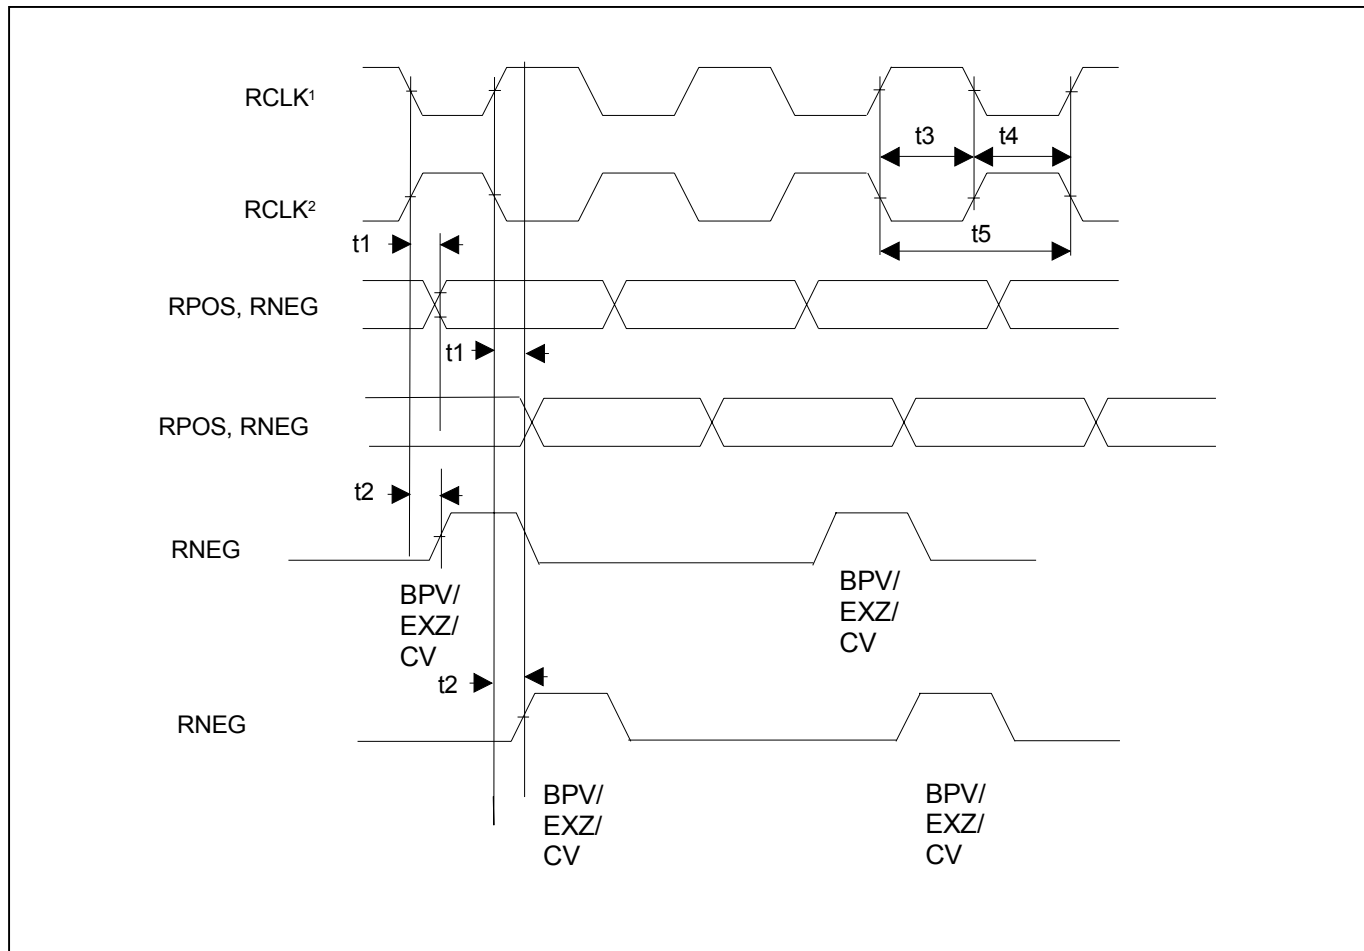 RCLK¹
t3
t4
RCLK²
t1
t5
RPOS, RNEG
t1
RPOS, RNEG
t2
RNEG
BPV/
EXZ/
CV
BPV/
EXZ/
CV
t2
RNEG
BPV/
EXZ/
CV
BPV/
EXZ/
CV